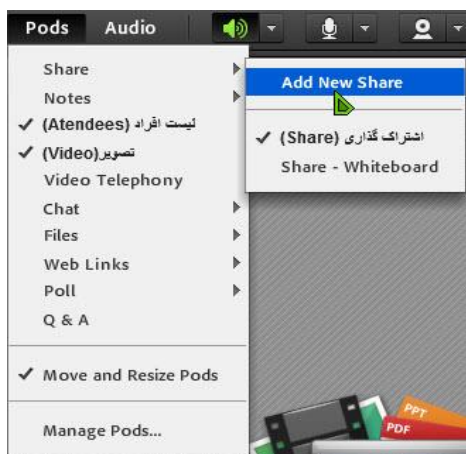 Pods Audio
Share
Notes
لیست افراد (Atendees)
تصویر(Video)
Video Telephony
Chat
Files
Web Links
Poll
Q & A
Move and Resize Pods
Manage Pods...
Add New Share
اشتراک گذاری (Share)
Share - Whiteboard
PPT
PDF